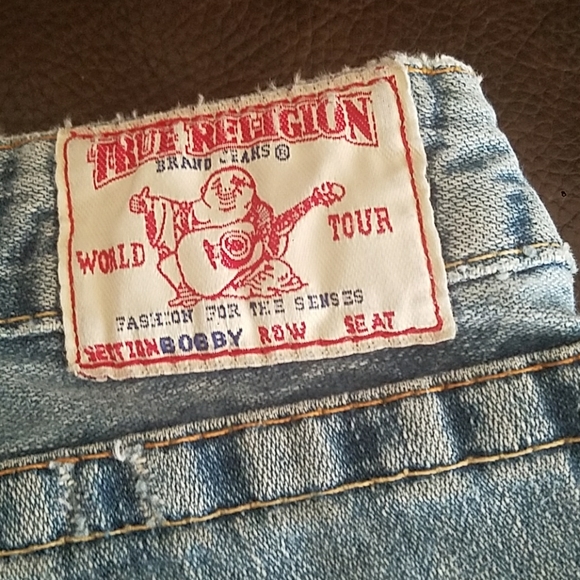 TRUE RELIGION
BRAND JEANS®
WORLD TOUR
FASHION FOR THE SENSES
SECTION BOBBY ROW SEAT